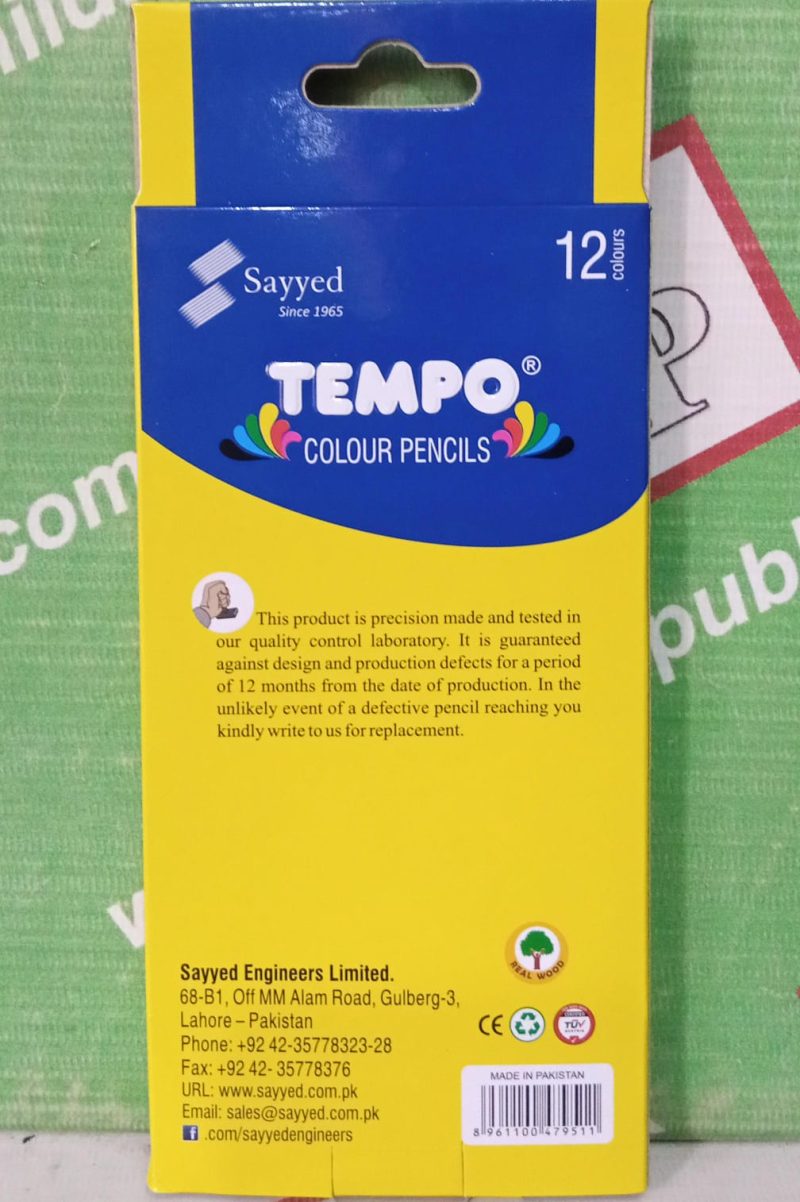 12 colours
Sayyed
Since 1965
TEMPO®
COLOUR PENCILS
.com
publ
This product is precision made and tested in
our quality control laboratory. It is guaranteed
against design and production defects for a period
of 12 months from the date of production. In the
unlikely event of a defective pencil reaching you
kindly write to us for replacement.
REAL WOOD
Sayyed Engineers Limited.
68-B1, Off MM Alam Road, Gulberg-3,
Lahore – Pakistan
Phone: +92 42-35778323-28
Fax: +92 42- 35778376
URL: www.sayyed.com.pk
Email: sales@sayyed.com.pk
f .com/sayyedengineers
CE
TÜV
AUSTRIA
MADE IN PAKISTAN
8 961100 479511